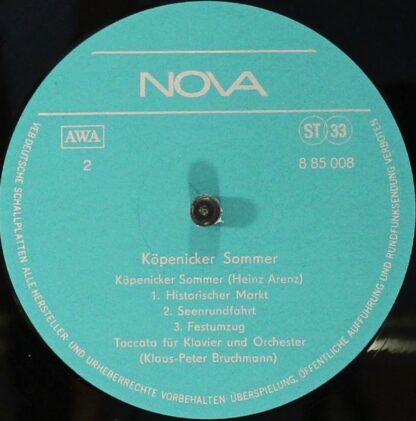 NOVA
AWA
ST 33
2
8 85 008
Köpenicker Sommer
Köpenicker Sommer (Heinz Arenz)
1. Historischer Markt
2. Seenrundfahrt
3. Festumzug
Toccata für Klavier und Orchester
(Klaus-Peter Bruchmann)
VEB DEUTSCHE SCHALLPLATTEN ALLE HERSTELLER- UND URHEBERRECHTE VORBEHALTEN · ÜBERSPIELUNG, ÖFFENTLICHE AUFFÜHRUNG UND RUNDFUNKSENDUNG VERBOTEN